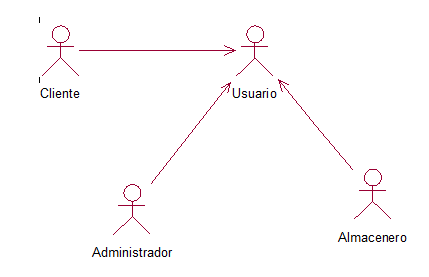 Cliente
Usuario
Administrador
Almacenero